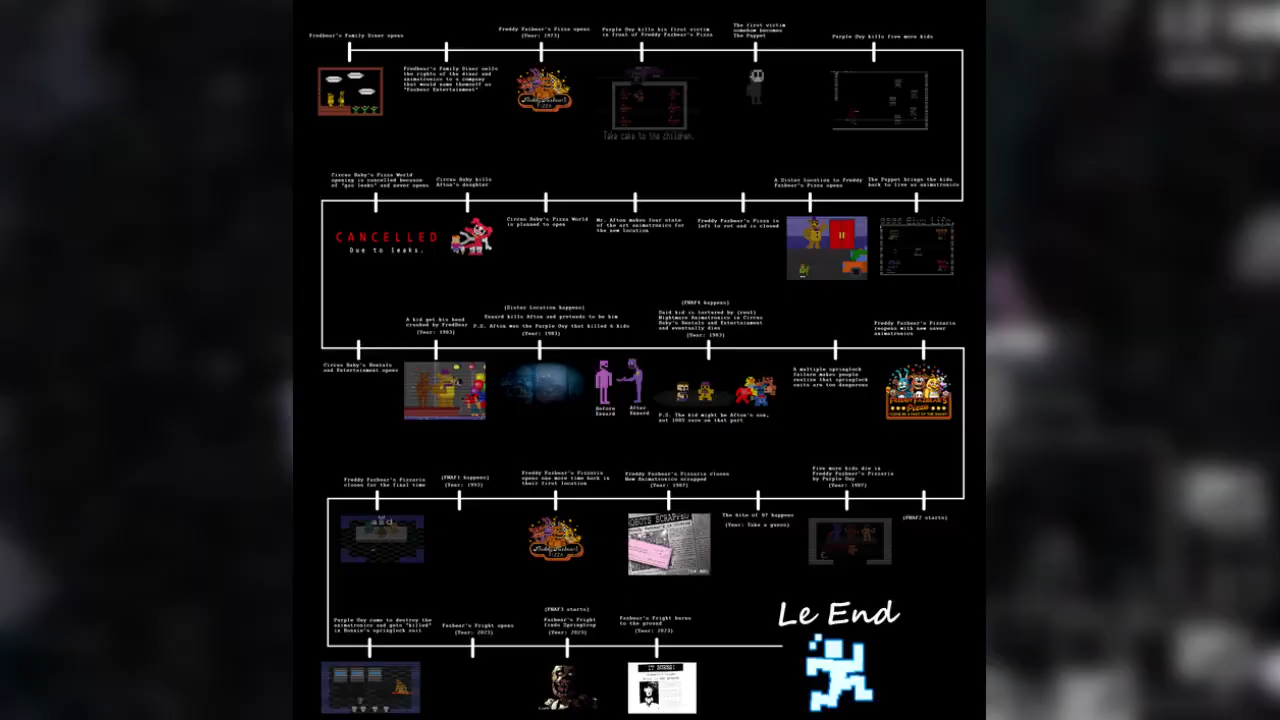 Fredbear's Family Diner opens
Fredbear's Family Diner sells
the rights of the diner and
animatronics to a company
that would name themself as
"Fazbear Entertainment"
Freddy Fazbear's Pizza opens
(Year: 1973)
Purple Guy kills his first victim
in front of Freddy Fazbear's Pizza
Take cake to the children.
The first victim
somehow becomes
The Puppet
Purple Guy kills five more kids
The Puppet brings the kids
back to live as animatronics
A Sister Location to Freddy
Fazbear's Pizza opens
Freddy Fazbear's Pizza is
left to rot and is closed
Mr. Afton makes four state
of the art animatronics for
the new location
Circus Baby's Pizza World
is planned to open
Circus Baby kills
Afton's daughter
Circus Baby's Pizza World
opening is cancelled because
of "gas leaks" and never opens
CANCELLED
Due to leaks.
Circus Baby's Rentals
and Entertainment opens
A kid get his head
crushed by Fredbear
(Year: 1983)
(Sister Location happens)
Ennard kills Afton and pretends to be him
P.S. Afton was the Purple Guy that killed 6 kids
(Year: 1983)
Before
Ennard
After
Ennard
(FNAF4 happens)
Said kid is tortured by (real)
Nightmare Animatronics in Circus
Baby's Rentals and Entertainment
and eventually dies
(Year: 1983)
P.S. The kid might be Afton's son,
not 100% sure on that part
A multiple springlock
failure makes people
realize that springlock
suits are too dangerous
Freddy Fazbear's Pizzaria
reopens with new safer
animatronics
(FNAF2 starts)
Five more kids die in
Freddy Fazbear's Pizzaria
by Purple Guy
(Year: 1987)
The bite of 87 happens
(Year: Take a guess)
Freddy Fazbear's Pizzaria closes
New Animatronics scrapped
(Year: 1987)
Freddy Fazbear's Pizzaria
opens one more time back in
their first location
(FNAF1 happens)
(Year: 1993)
Freddy Fazbear's Pizzaria
closes for the final time
Purple Guy came to destroy the
animatronics and gets "killed"
in Bonnie's springlock suit
Fazbear's Fright opens
(Year: 2023)
(FNAF3 starts)
Fazbear's Fright
finds Springtrap
(Year: 2023)
Fazbear's Fright burns
to the ground
(Year: 2023)
IT BURNS!
Le End